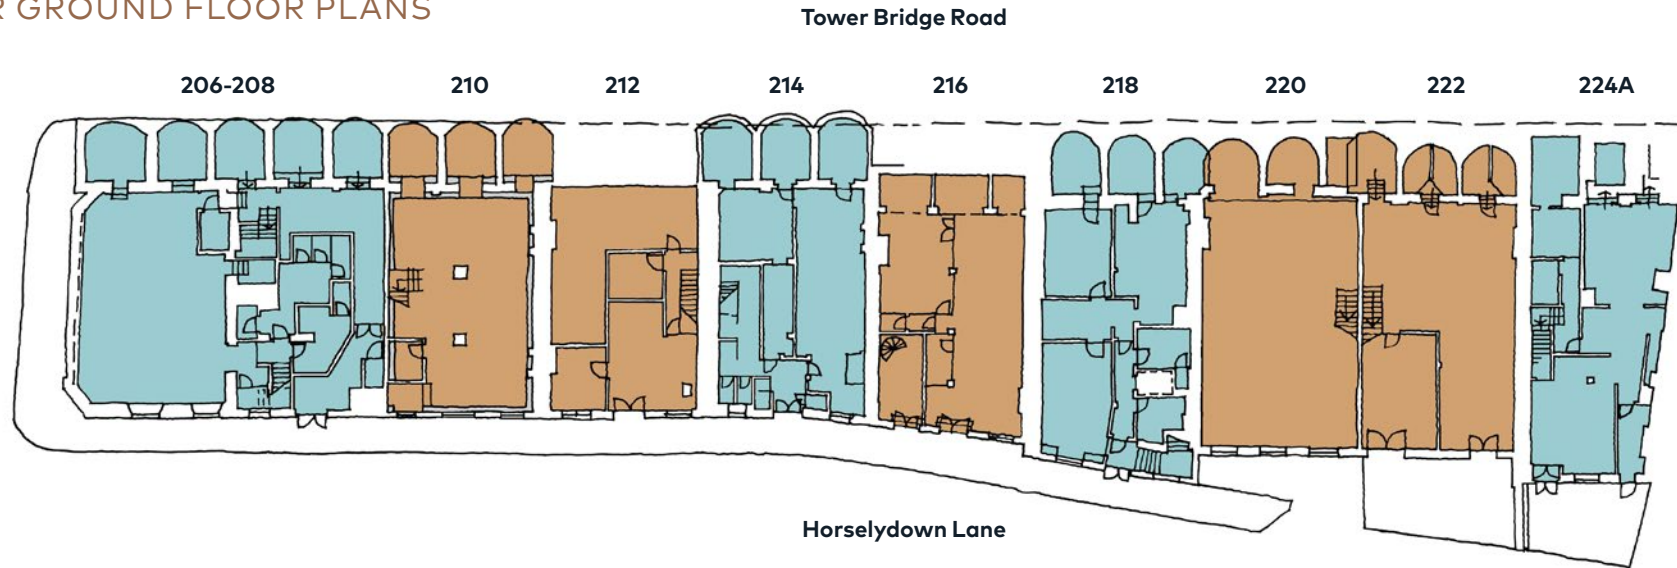 R GROUND FLOOR PLANS
Tower Bridge Road
206-208 210 212 214 216 218 220 222 224A
Horselydown Lane